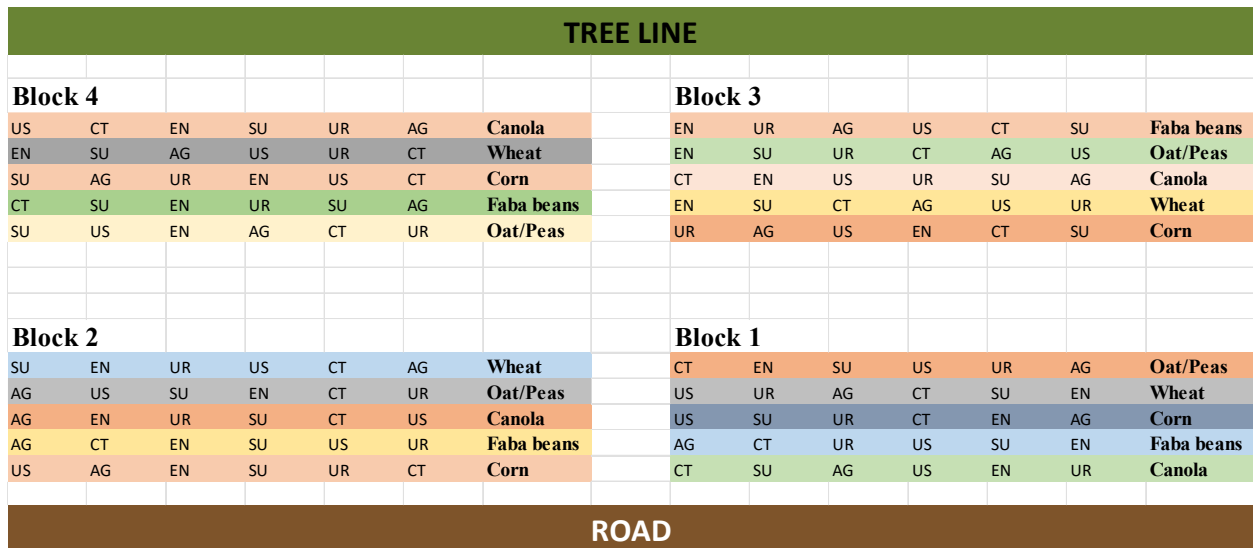 TREE LINE
Block 4 Block 3
US CT EN SU UR AG Canola EN UR AG US CT SU Faba beans
EN SU AG US UR CT Wheat EN SU UR CT AG US Oat/Peas
SU AG UR EN US CT Corn CT EN US UR SU AG Canola
CT SU EN UR SU AG Faba beans EN SU CT AG US UR Wheat
SU US EN AG CT UR Oat/Peas UR AG US EN CT SU Corn
Block 2 Block 1
SU EN UR US CT AG Wheat CT EN SU US UR AG Oat/Peas
AG US SU EN CT UR Oat/Peas US UR AG CT SU EN Wheat
AG EN UR SU CT US Canola US SU UR CT EN AG Corn
AG CT EN SU US UR Faba beans AG CT UR US SU EN Faba beans
US AG EN SU UR CT Corn CT SU AG US EN UR Canola
ROAD